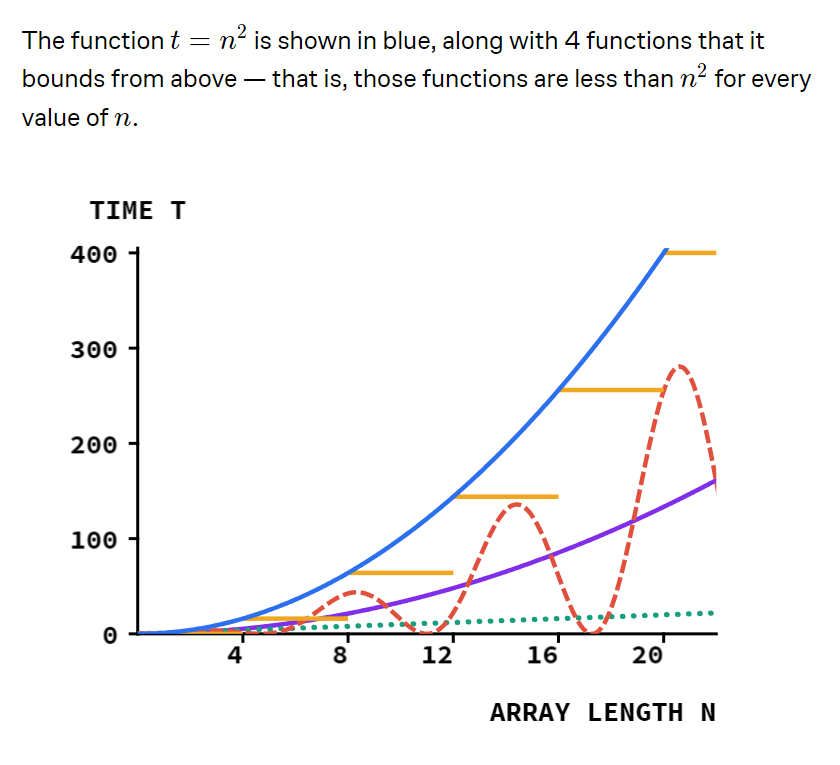 The function t = n² is shown in blue, along with 4 functions that it
bounds from above — that is, those functions are less than n² for every
value of n.
TIME T
400
300
200
100
0
4 8 12 16 20
ARRAY LENGTH N